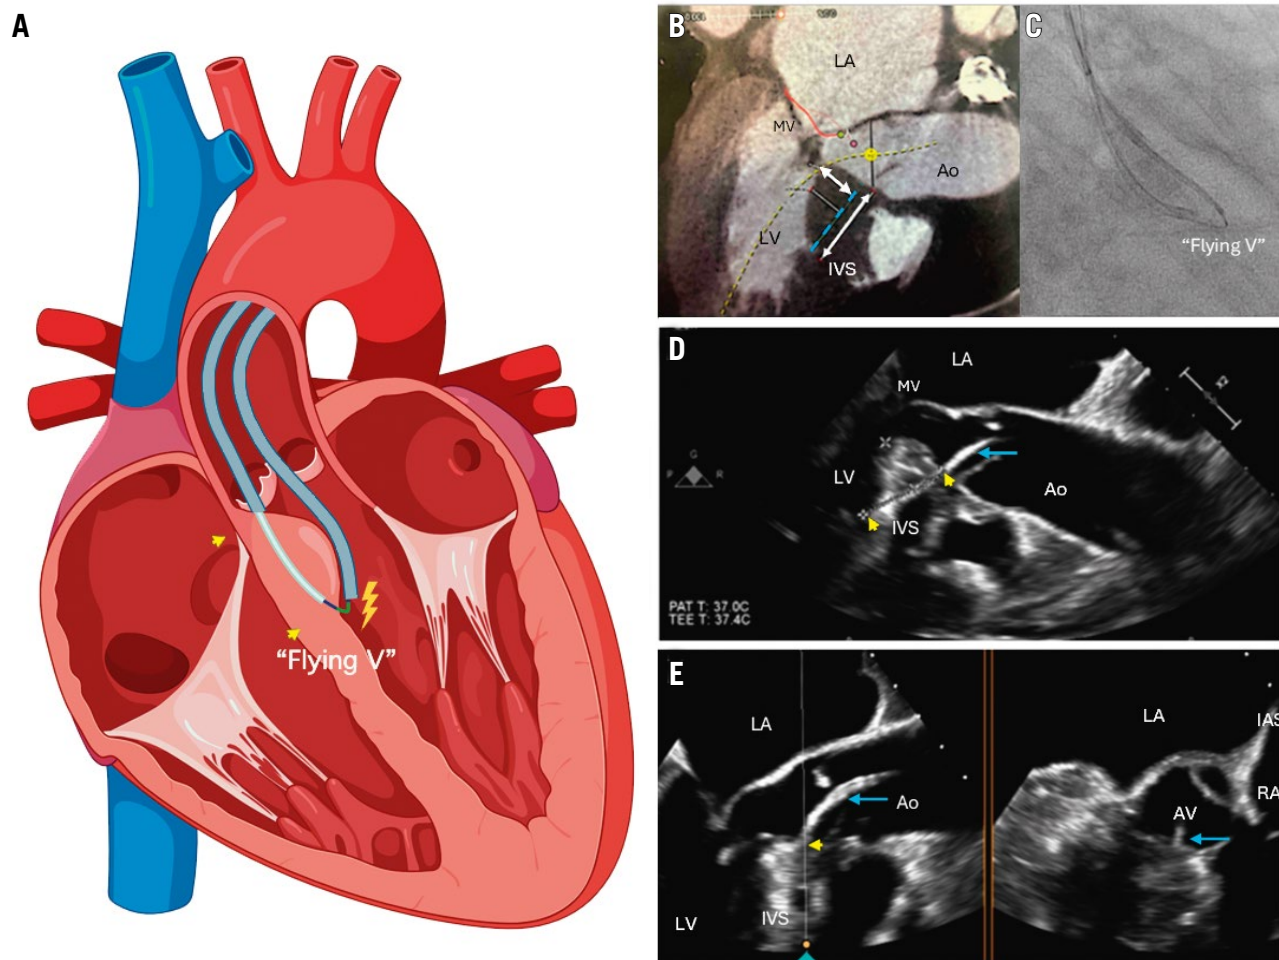 A
"Flying V"
B
LA
MV
Ao
LV
IVS
C
"Flying V"
D
LA
MV
G
P R
LV
Ao
IVS
PAT T: 37.0C
TEE T: 37.4C
E
LA
Ao
LV
IVS
LA
IAS
RA
AV